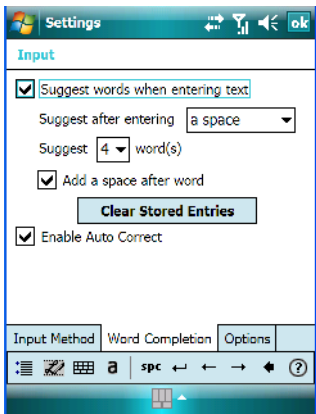 Settings ok
Input
Suggest words when entering text
Suggest after entering a space
Suggest 4 word(s)
Add a space after word
Clear Stored Entries
Enable Auto Correct
Input Method Word Completion Options
a spc ?